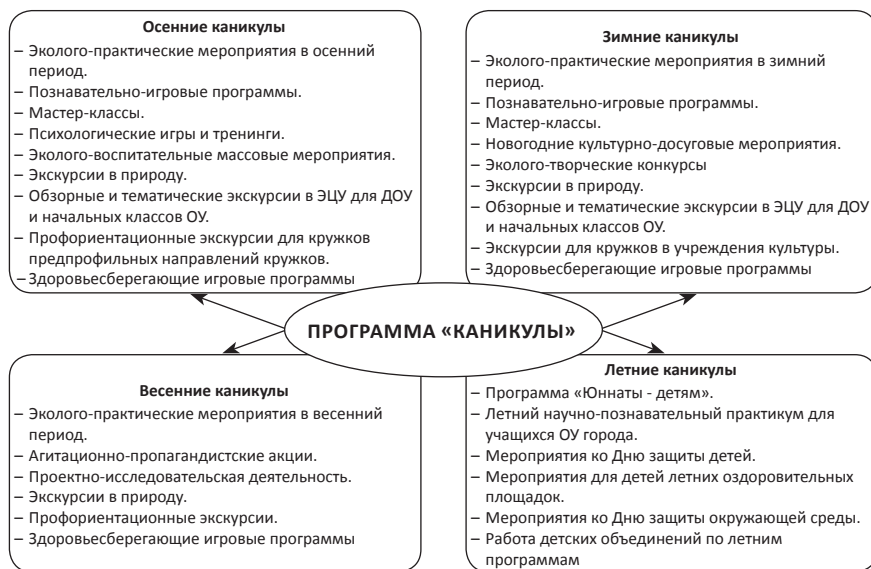 Осенние каникулы
– Эколого-практические мероприятия в осенний
период.
– Познавательно-игровые программы.
– Мастер-классы.
– Психологические игры и тренинги.
– Эколого-воспитательные массовые мероприятия.
– Экскурсии в природу.
– Обзорные и тематические экскурсии в ЭЦУ для ДОУ
и начальных классов ОУ.
– Профориентационные экскурсии для кружков
предпрофильных направлений кружков.
– Здоровьесберегающие игровые программы
Зимние каникулы
– Эколого-практические мероприятия в зимний
период.
– Познавательно-игровые программы.
– Мастер-классы.
– Новогодние культурно-досуговые мероприятия.
– Эколого-творческие конкурсы
– Экскурсии в природу.
– Обзорные и тематические экскурсии в ЭЦУ для ДОУ
и начальных классов ОУ.
– Экскурсии для кружков в учреждения культуры.
– Здоровьесберегающие игровые программы
ПРОГРАММА «КАНИКУЛЫ»
Весенние каникулы
– Эколого-практические мероприятия в весенний
период.
– Агитационно-пропагандистские акции.
– Проектно-исследовательская деятельность.
– Экскурсии в природу.
– Профориентационные экскурсии.
– Здоровьесберегающие игровые программы
Летние каникулы
– Программа «Юннаты - детям».
– Летний научно-познавательный практикум для
учащихся ОУ города.
– Мероприятия ко Дню защиты детей.
– Мероприятия для детей летних оздоровительных
площадок.
– Мероприятия ко Дню защиты окружающей среды.
– Работа детских объединений по летним
программам